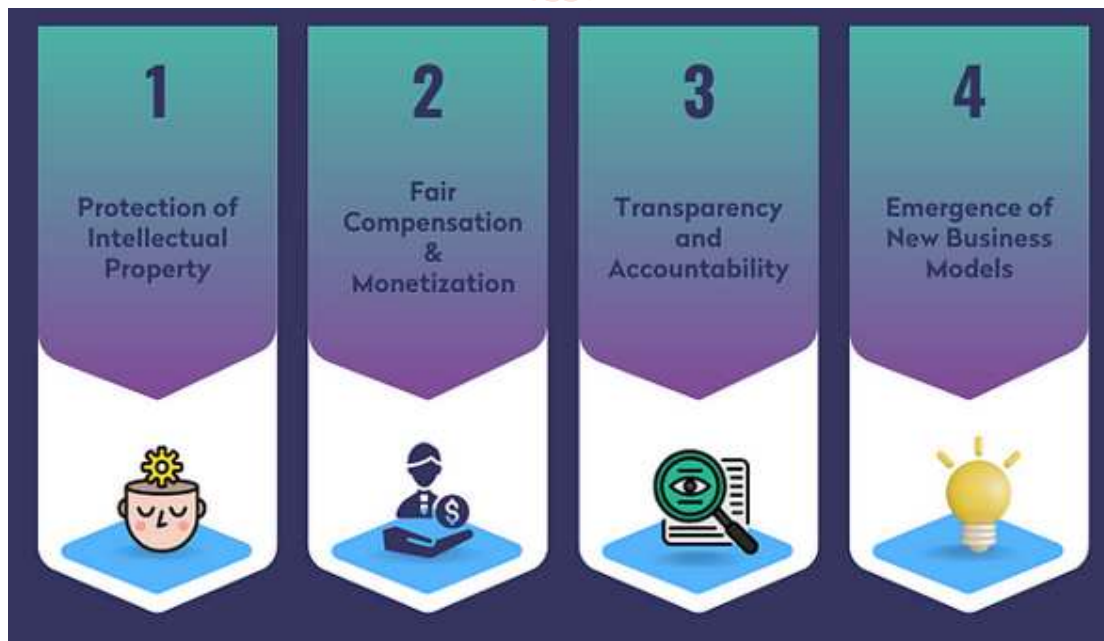 1
Protection of
Intellectual
Property
2
Fair
Compensation
&
Monetization
$
3
Transparency
and
Accountability
4
Emergence of
New Business
Models